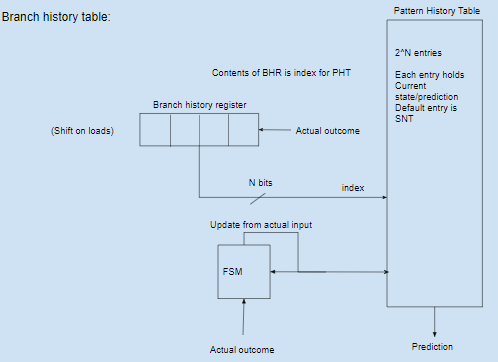 Pattern History Table
Branch history table:
2^N entries
Contents of BHR is index for PHT
Each entry holds
Current
state/prediction
Default entry is
SNT
Branch history register
(Shift on loads)
Actual outcome
N bits
index
Update from actual input
FSM
Actual outcome
Prediction